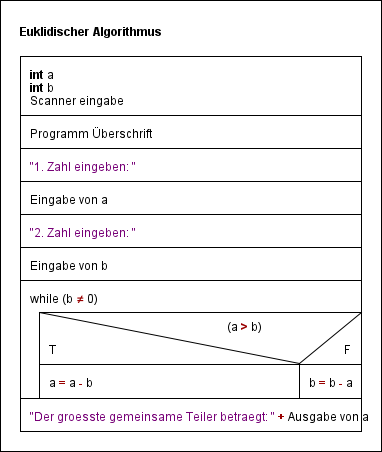 Euklidischer Algorithmus
int a
int b
Scanner eingabe
Programm Überschrift
"1. Zahl eingeben: "
Eingabe von a
"2. Zahl eingeben: "
Eingabe von b
while (b ≠ 0)
(a > b)
T F
a = a - b b = b - a
"Der groesste gemeinsame Teiler betraegt: " + Ausgabe von a